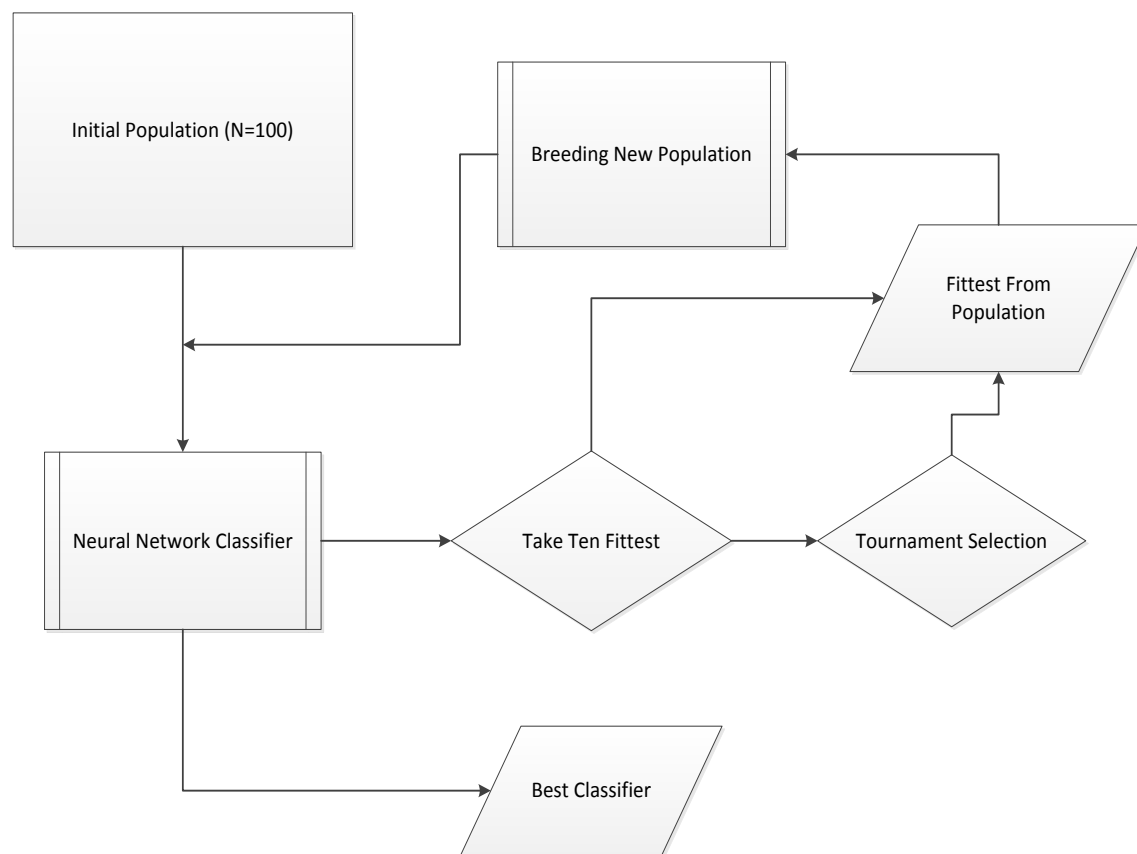 Initial Population (N=100)
Breeding New Population
Fittest From
Population
Neural Network Classifier
Take Ten Fittest
Tournament Selection
Best Classifier